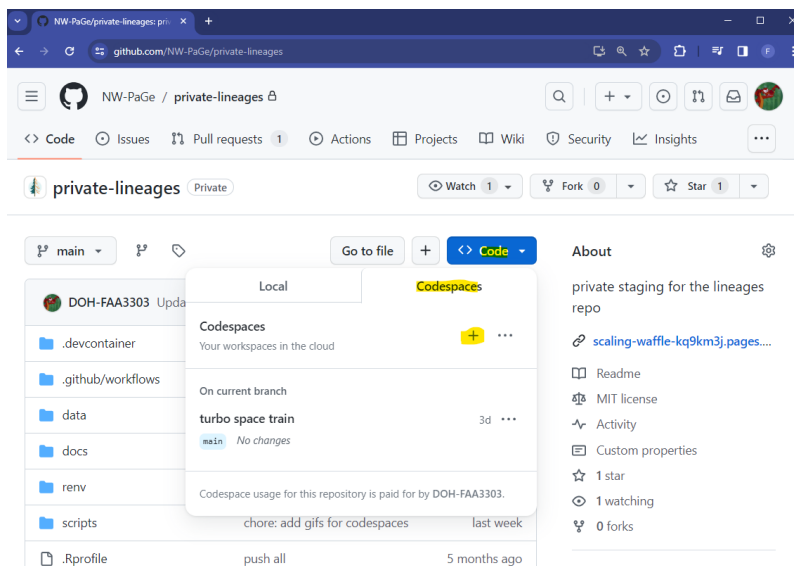 NW-PaGe/private-lineages: priv
github.com/NW-PaGe/private-lineages
F
NW-PaGe / private-lineages
Code Issues Pull requests 1 Actions Projects Wiki Security Insights
private-lineages Private
Watch 1 Fork 0 Star 1
main Go to file Code
Local Codespaces
DOH-FAA3303 Upda
Codespaces
Your workspaces in the cloud
.devcontainer
.github/workflows
On current branch
data
turbo space train 3d
main No changes
docs
renv
Codespace usage for this repository is paid for by DOH-FAA3303.
scripts chore: add gifs for codespaces last week
.Rprofile push all 5 months ago
About
private staging for the lineages
repo
scaling-waffle-kq9km3j.pages....
Readme
MIT license
Activity
Custom properties
1 star
1 watching
0 forks